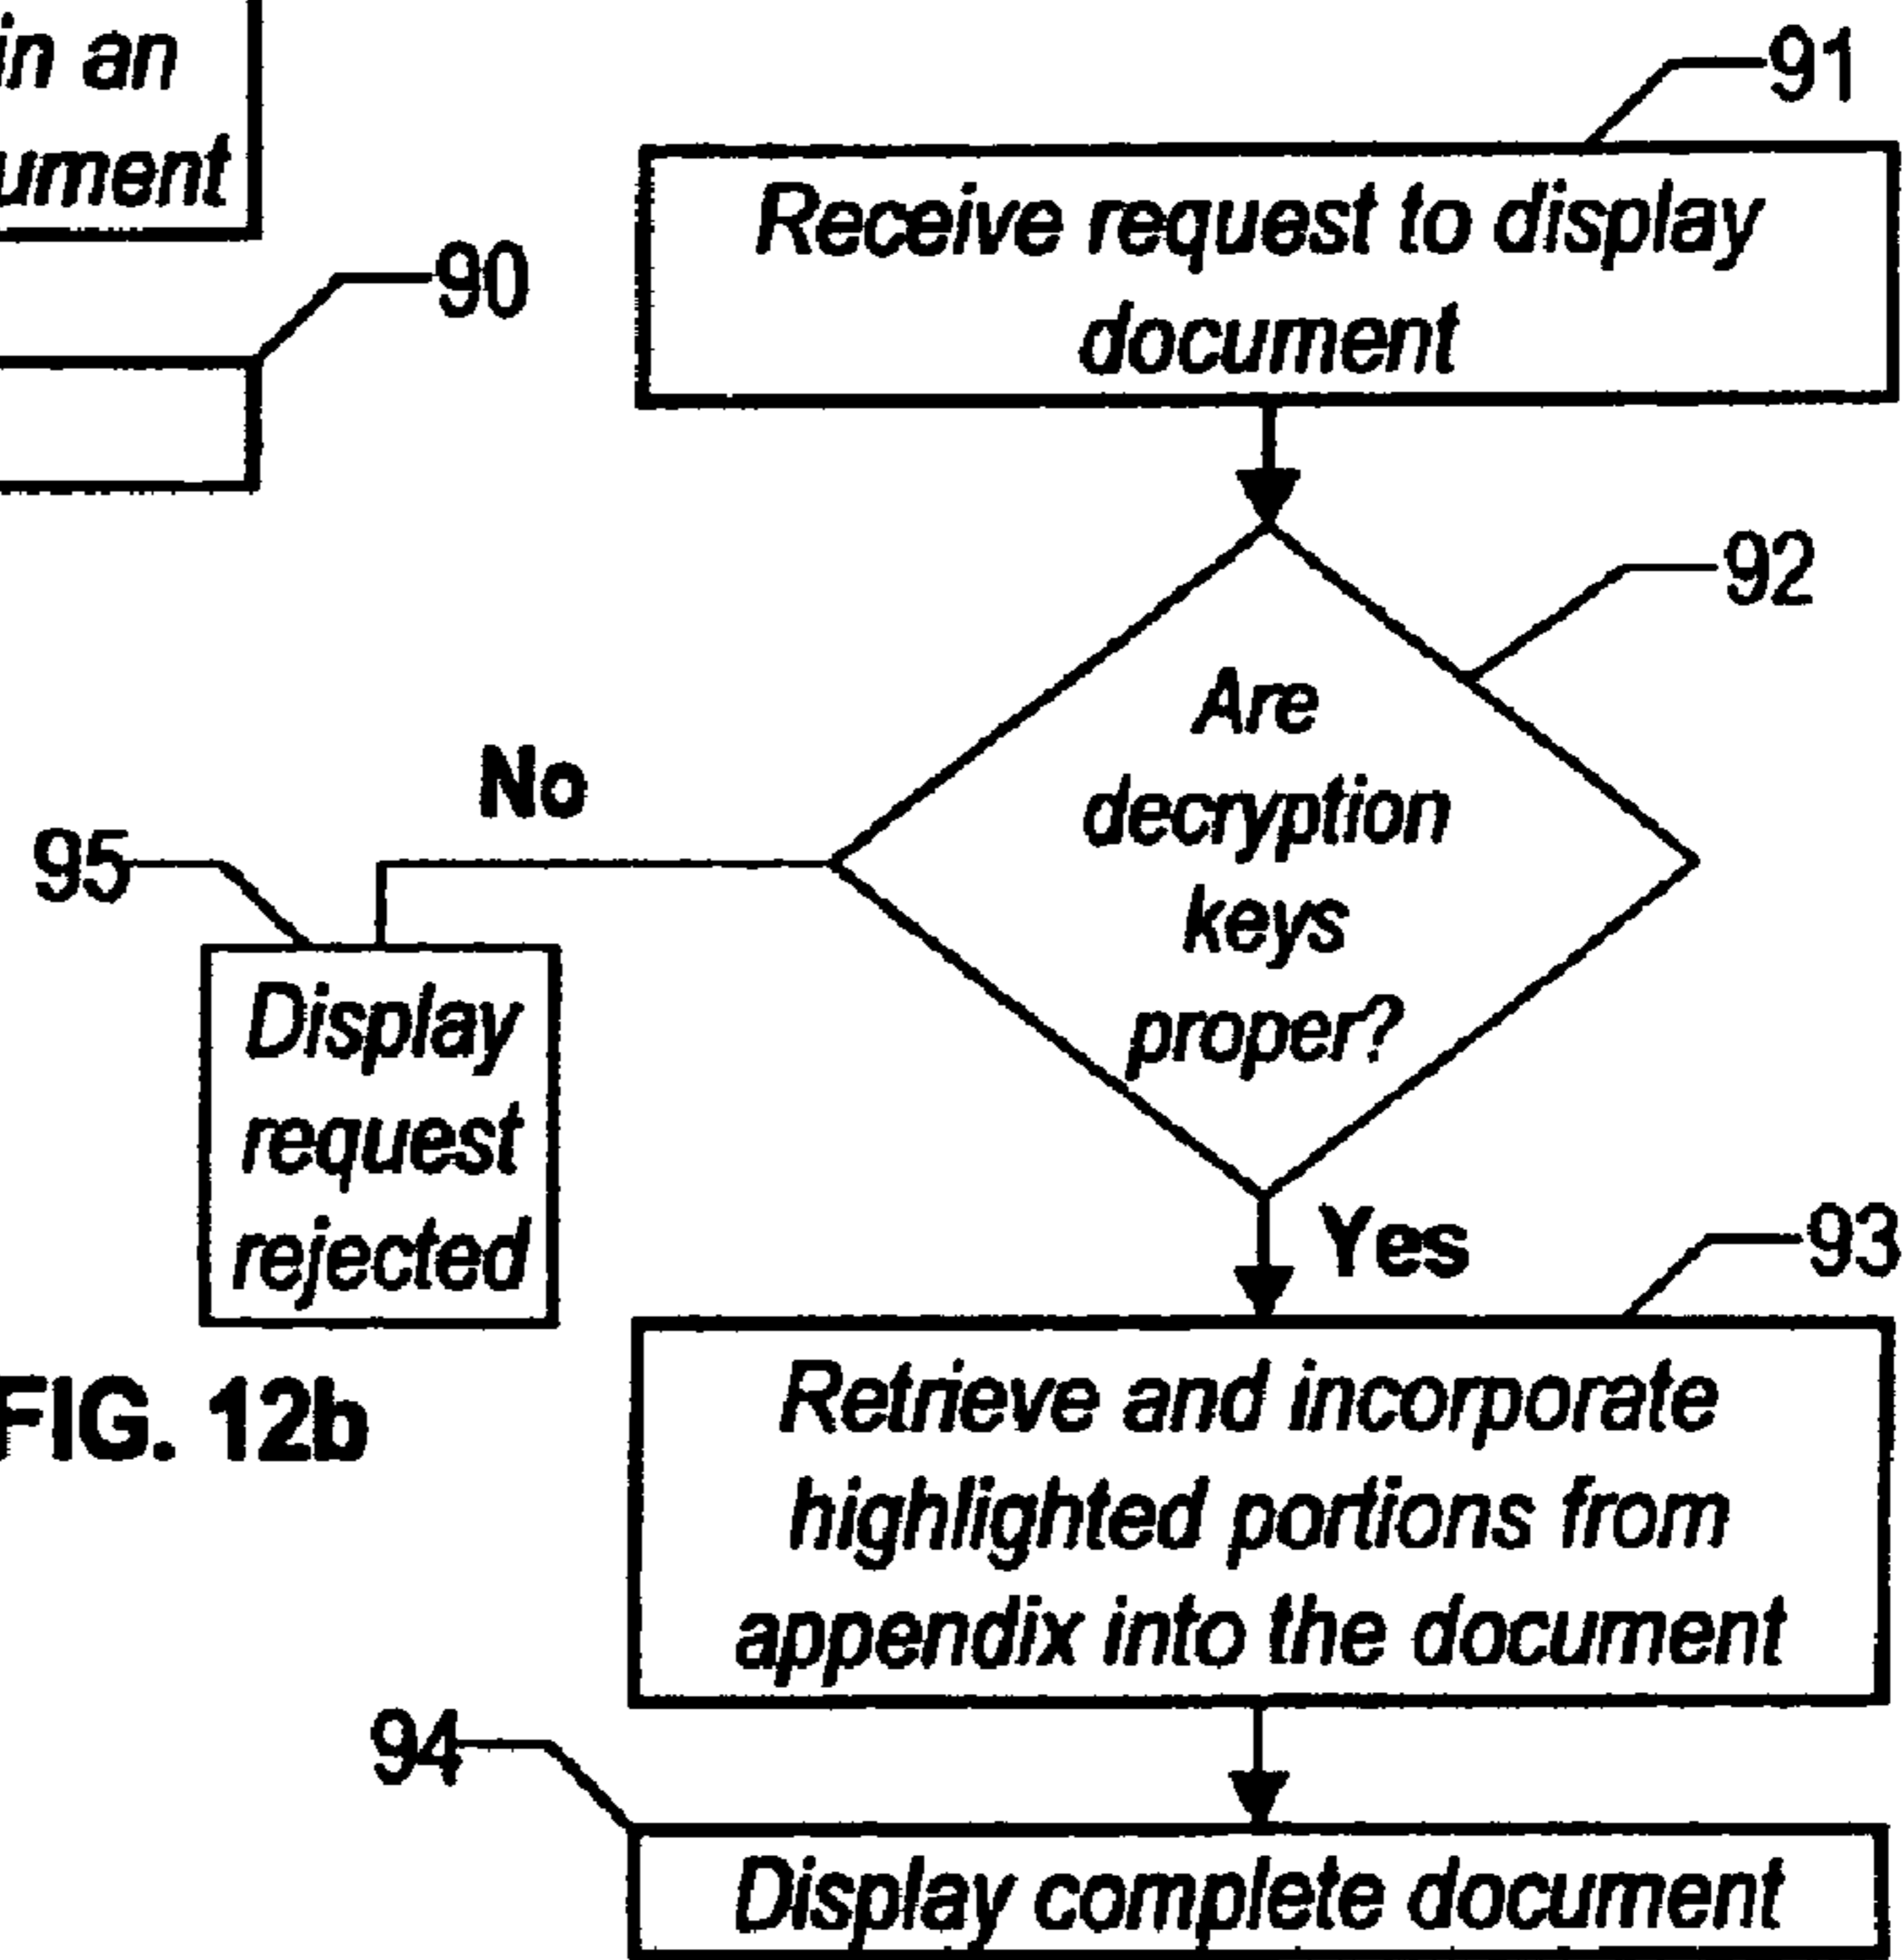 in an
ument
90
91
Receive request to display
document
92
Are
decryption
keys
proper?
No
95
Display
request
rejected
Yes
93
Retrieve and incorporate
highlighted portions from
appendix into the document
FIG. 12b
94
Display complete document